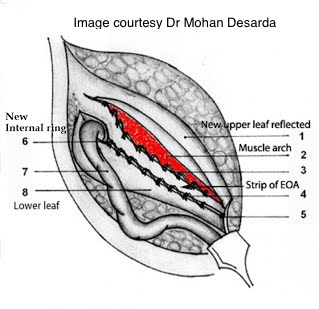 Image courtesy Dr Mohan Desarda
New upper leaf reflected
1
Muscle arch
2
3
Strip of EOA
4
5
New
Internal ring
6
7
8
Lower leaf